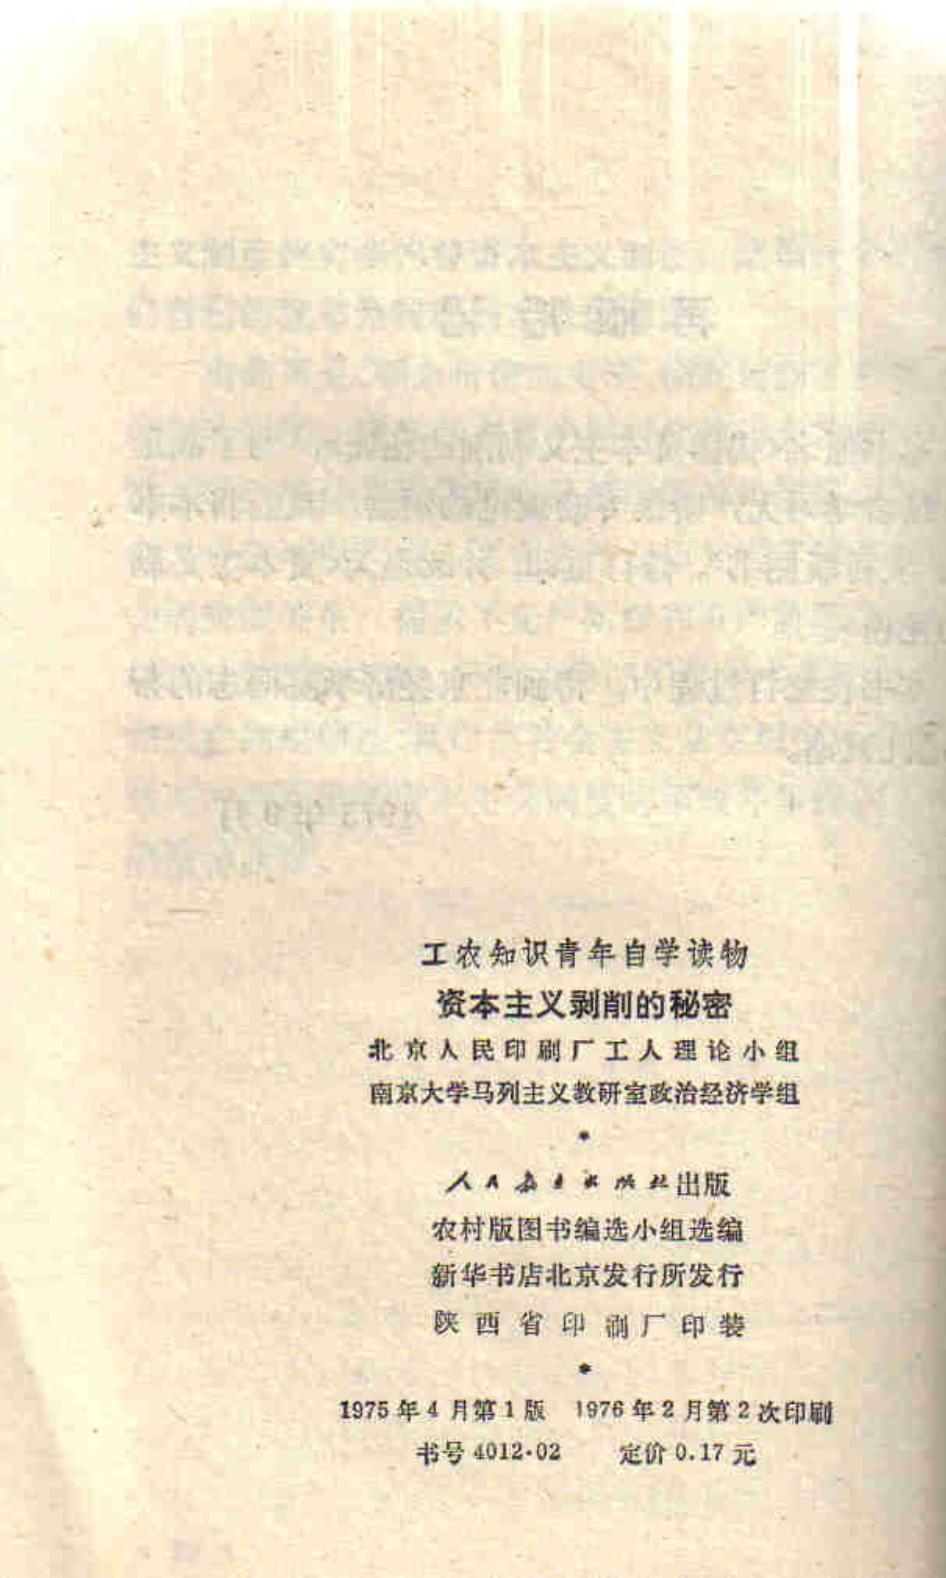 工农知识青年自学读物
资本主义剥削的秘密
北京人民印刷厂工人理论小组
南京大学马列主义教研室政治经济学组
*
人民教育出版社出版
农村版图书编选小组选编
新华书店北京发行所发行
陕西省印刷厂印装
*
1975年4月第1版 1976年2月第2次印刷
书号 4012·02 定价 0.17 元